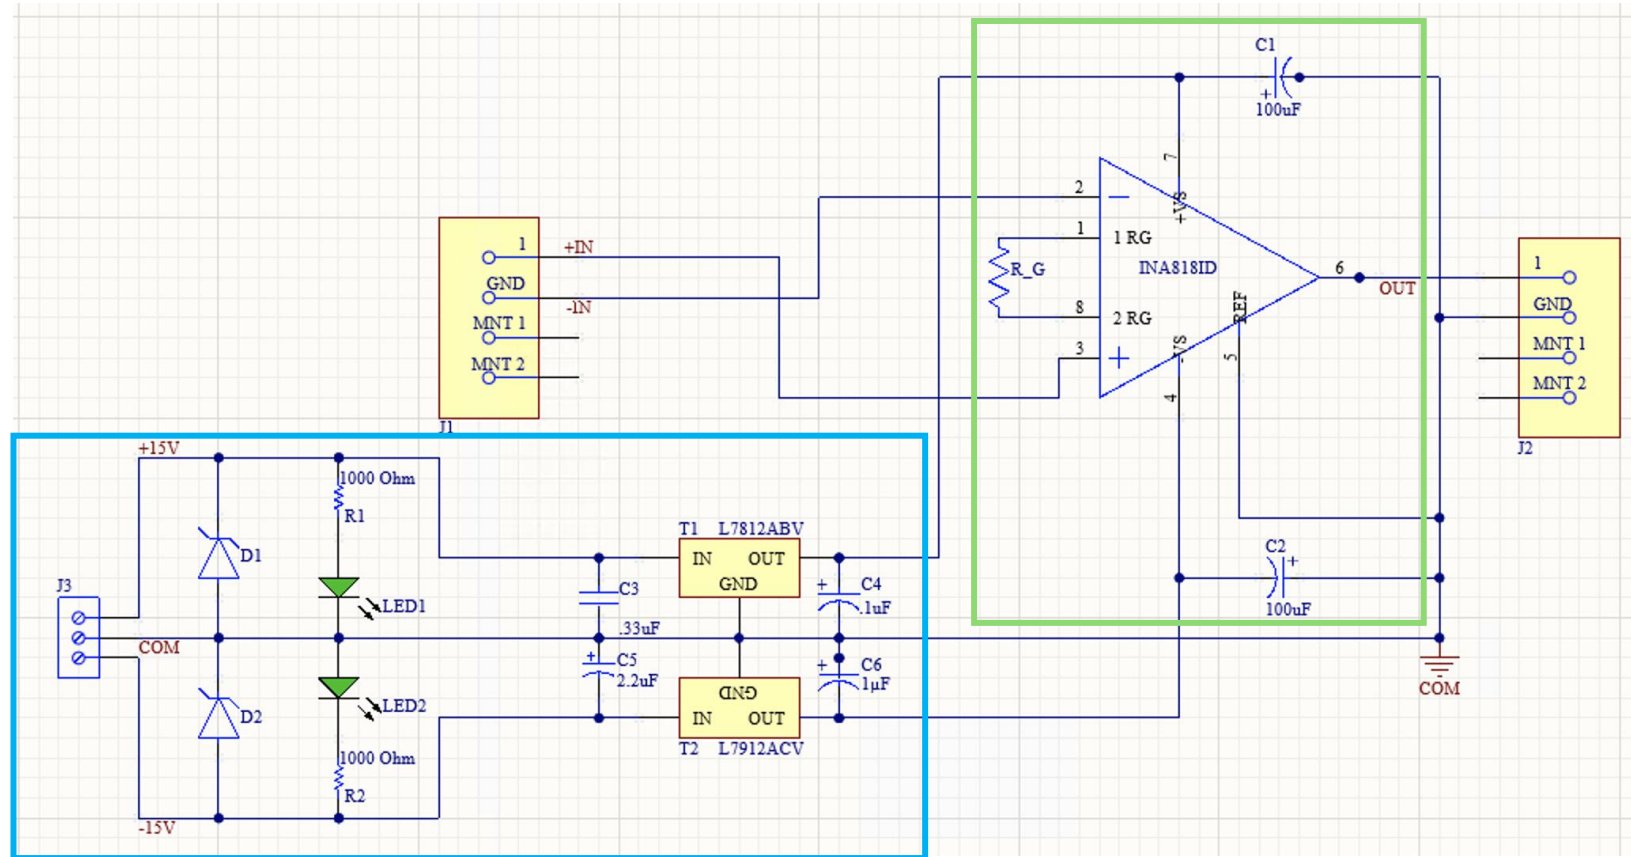 C1
+
100uF
7
+VS
2
1
+IN
1
1 RG
R_G
INA818ID
6
OUT
1
GND
-IN
GND
MNT 1
8
2 RG
REF
MNT 1
MNT 2
3
-VS
5
MNT 2
4
J1
J2
+15V
1000 Ohm
R1
T1
L7812ABV
IN
OUT
GND
D1
C2
+
100uF
J3
LED1
C3
.33uF
+
C4
.1uF
COM
+
C5
2.2uF
+
C6
1µF
COM
D2
LED2
GND
IN
OUT
T2
L7912ACV
1000 Ohm
R2
-15V